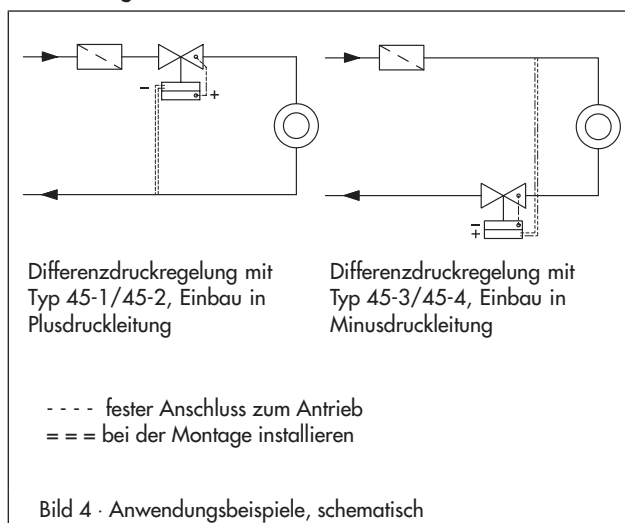 −
+
−
+
Differenzdruckregelung mit
Typ 45-1/45-2, Einbau in
Plusdruckleitung
Differenzdruckregelung mit
Typ 45-3/45-4, Einbau in
Minusdruckleitung
- - - - fester Anschluss zum Antrieb
= = = bei der Montage installieren
Bild 4 · Anwendungsbeispiele, schematisch